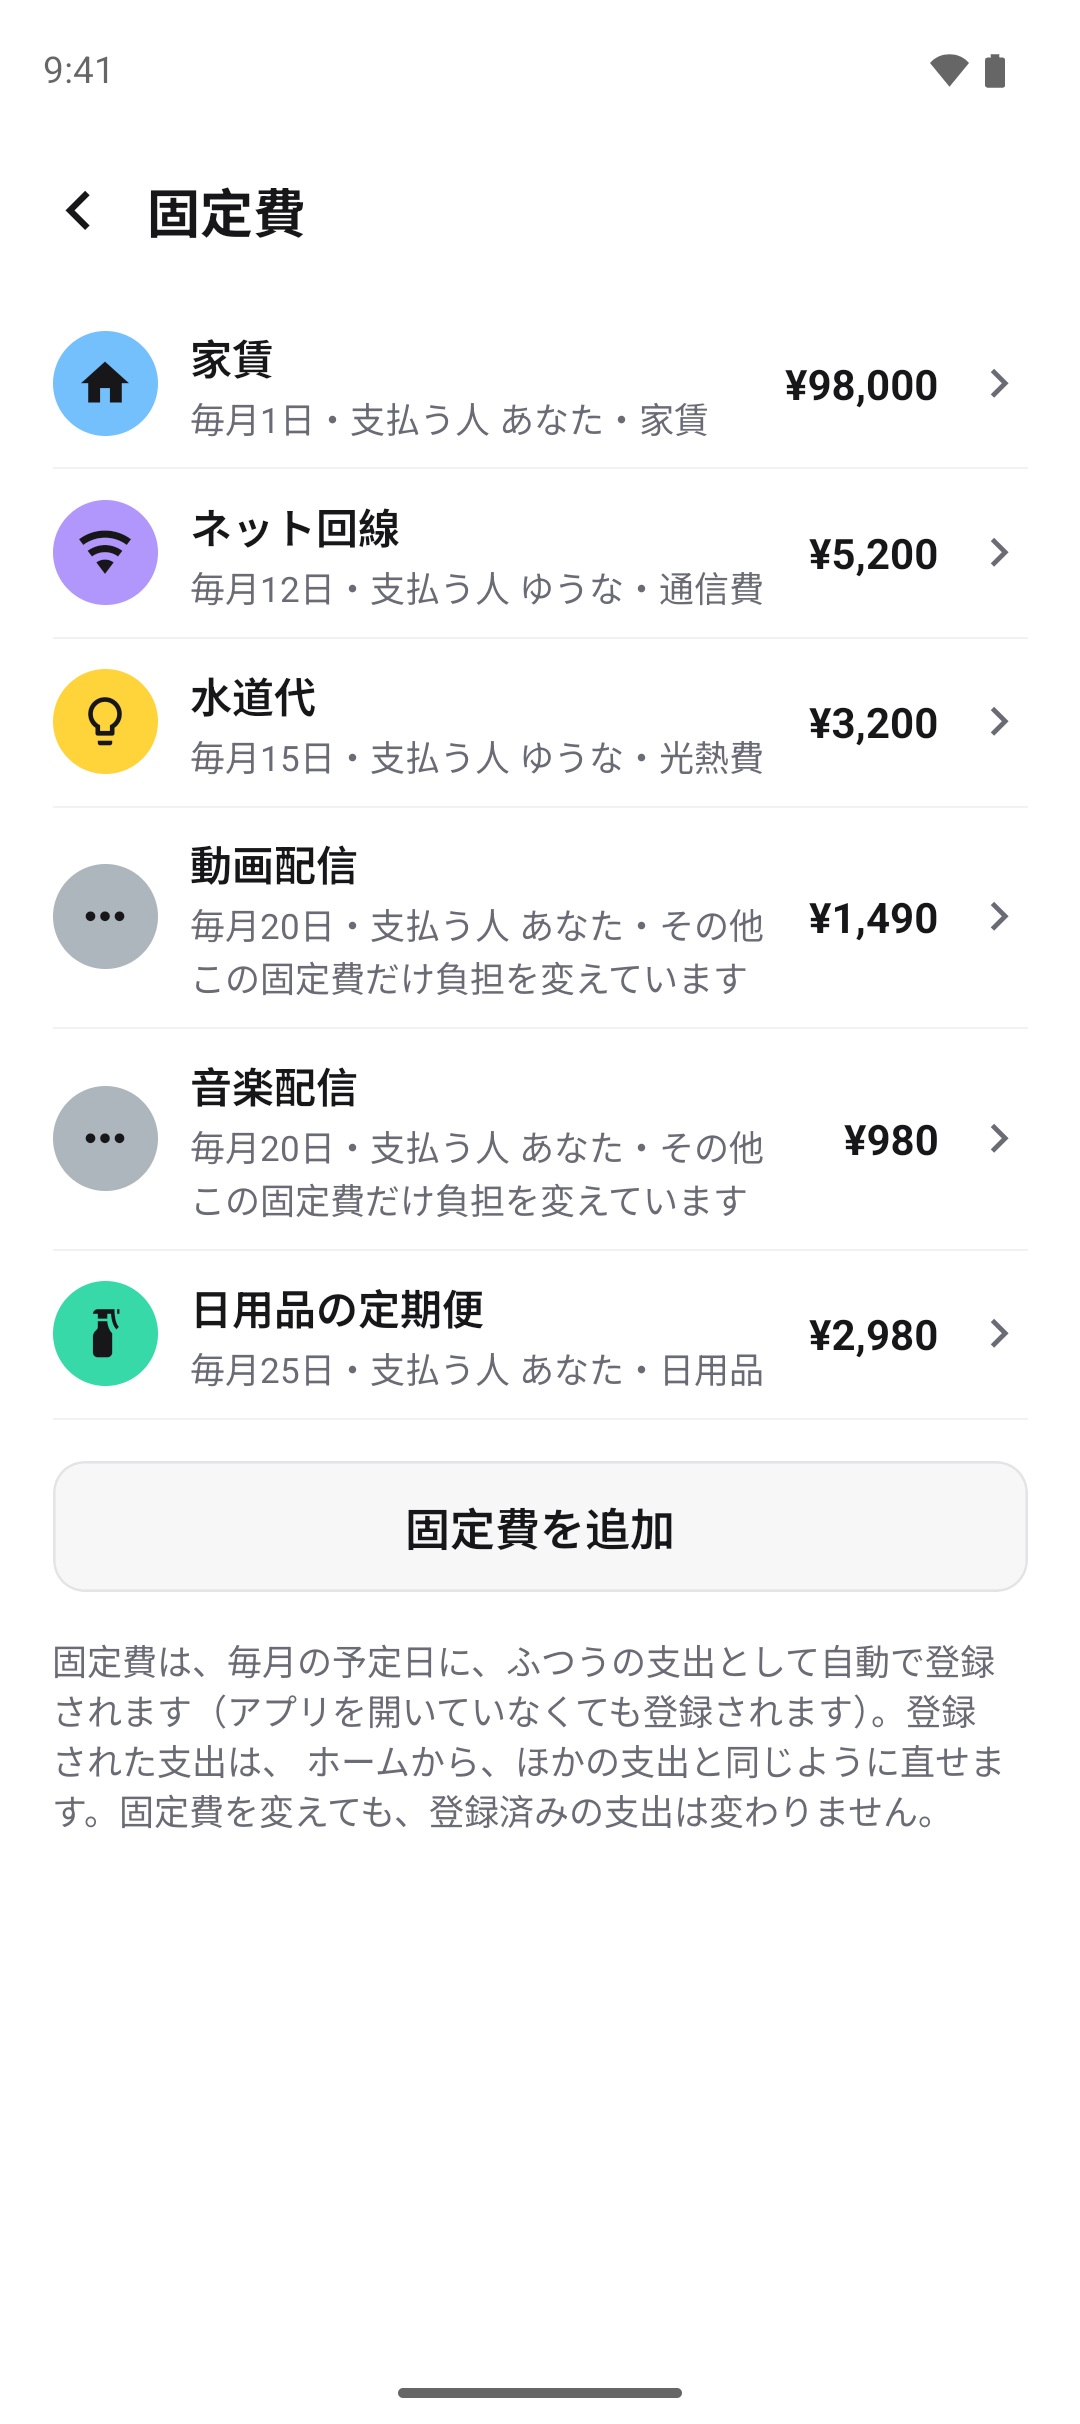 9:41
固定費
家賃
毎月1日・支払う人 あなた・家賃
¥98,000
ネット回線
毎月12日・支払う人 ゆうな・通信費
¥5,200
水道代
毎月15日・支払う人 ゆうな・光熱費
¥3,200
動画配信
毎月20日・支払う人 あなた・その他
この固定費だけ負担を変えています
¥1,490
音楽配信
毎月20日・支払う人 あなた・その他
この固定費だけ負担を変えています
¥980
日用品の定期便
毎月25日・支払う人 あなた・日用品
¥2,980
固定費を追加
固定費は、毎月の予定日に、ふつうの支出として自動で登録
されます（アプリを開いていなくても登録されます）。登録
された支出は、 ホームから、ほかの支出と同じように直せま
す。固定費を変えても、登録済みの支出は変わりません。